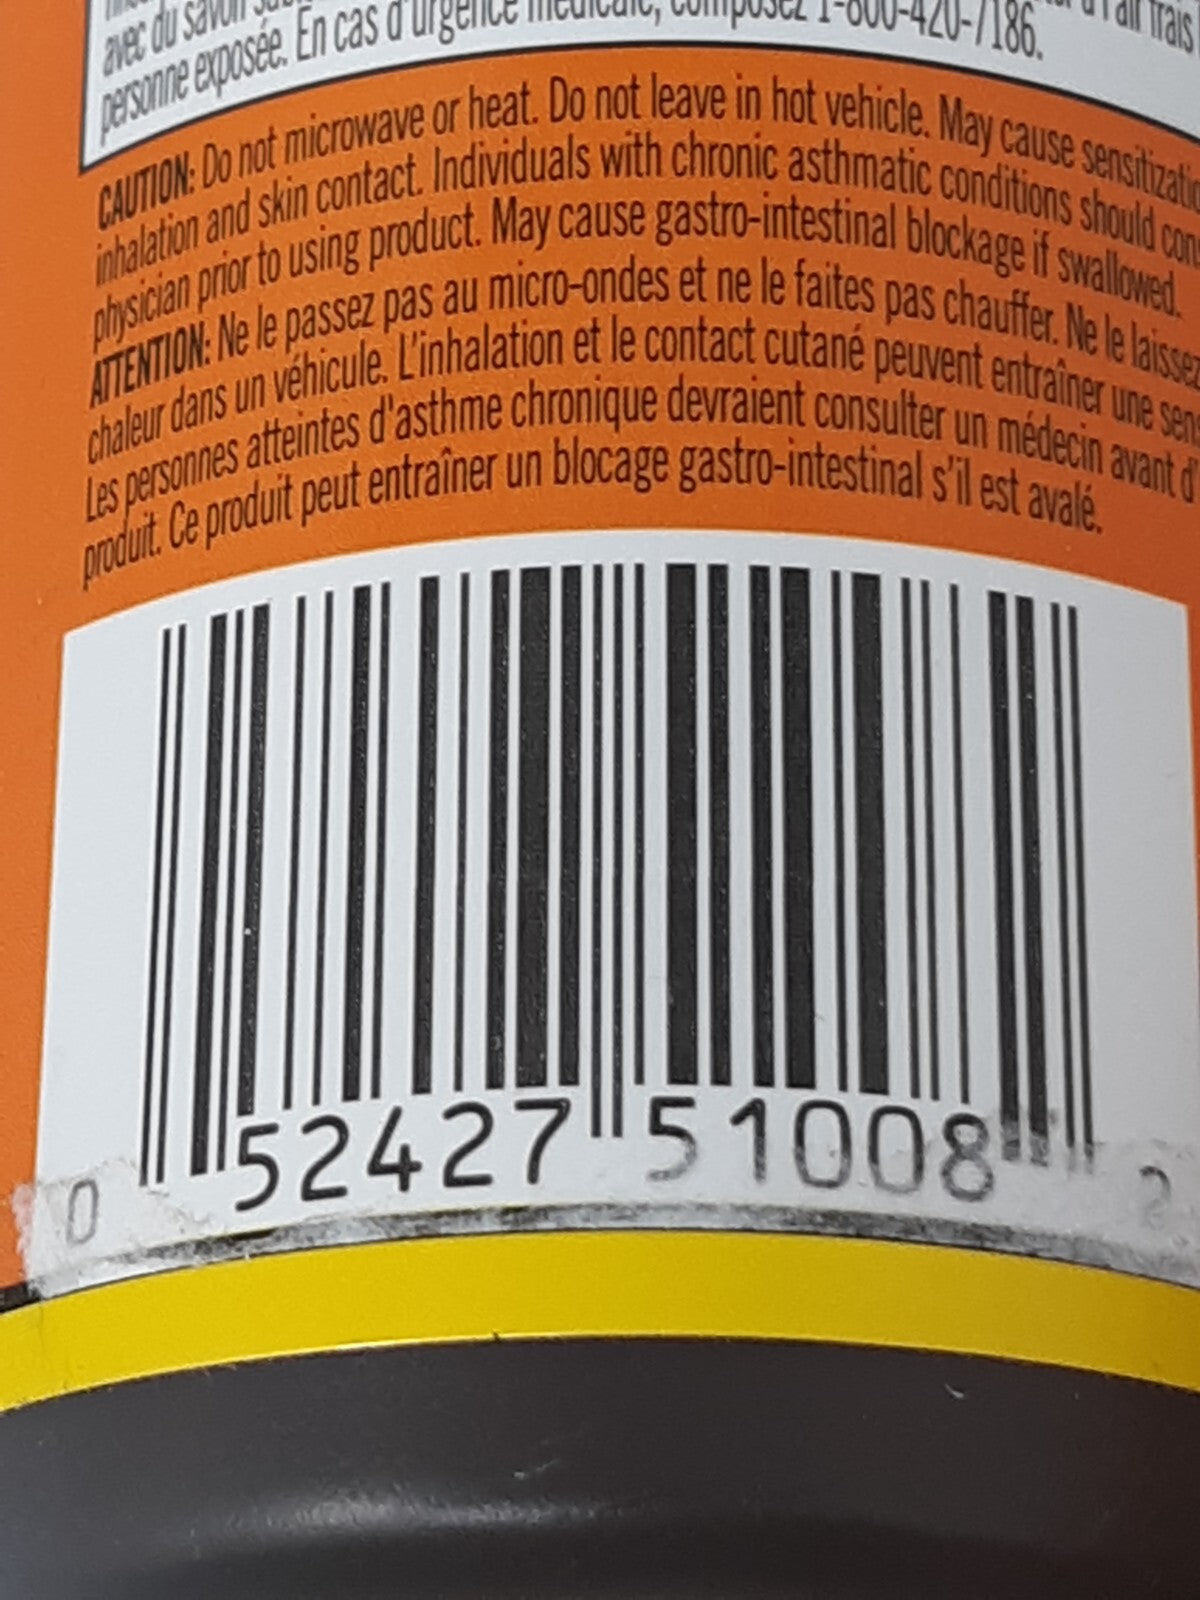 avec du savon
personne exposée. En cas d'urgence médicale, composez 1-800-420-7186.
CAUTION: Do not microwave or heat. Do not leave in hot vehicle. May cause
inhalation and skin contact. Individuals with chronic asthmatic conditions should
physician prior to using product. May cause gastro-intestinal blockage if swallowed.
ATTENTION: Ne le passez pas au micro-ondes et ne le faites pas chauffer. Ne le laissez
chaleur dans un véhicule. L'inhalation et le contact cutané peuvent entraîner une
Les personnes atteintes d'asthme chronique devraient consulter un médecin avant
produit. Ce produit peut entraîner un blocage gastro-intestinal s'il est avalé.
0 52427 51008 2